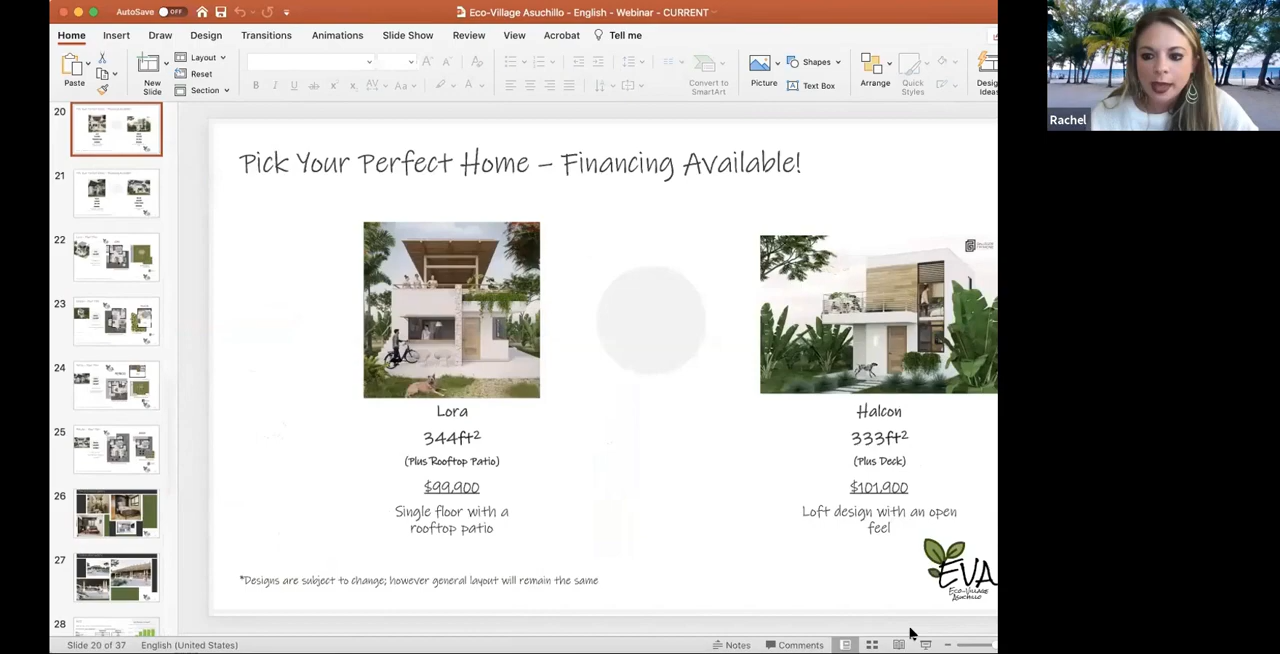 AutoSave OFF
Eco-Village Asuchillo - English - Webinar - CURRENT
Home Insert Draw Design Transitions Animations Slide Show Review View Acrobat Tell me
Paste
New Slide
Layout
Reset
Section
B I U ab
Aa
Convert to SmartArt
Picture
Shapes
Text Box
Arrange
Quick Styles
Rachel
20
21
22
23
24
25
26
27
28
Pick Your Perfect Home – Financing Available!
Lora
344ft²
(Plus Rooftop Patio)
$99,900
Single floor with a
rooftop patio
Halcon
333ft²
(Plus Deck)
$101,900
Loft design with an open
feel
*Designs are subject to change; however general layout will remain the same
EVA
Eco-Village
Asuchillo
Slide 20 of 37 English (United States)
Notes Comments